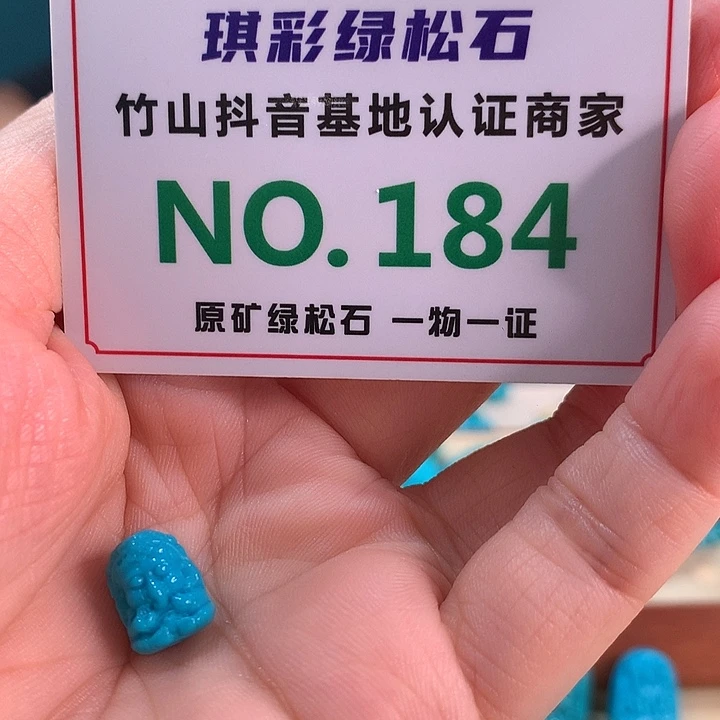 琪彩绿松石
竹山抖音基地认证商家
NO.184
原矿绿松石 一物一证